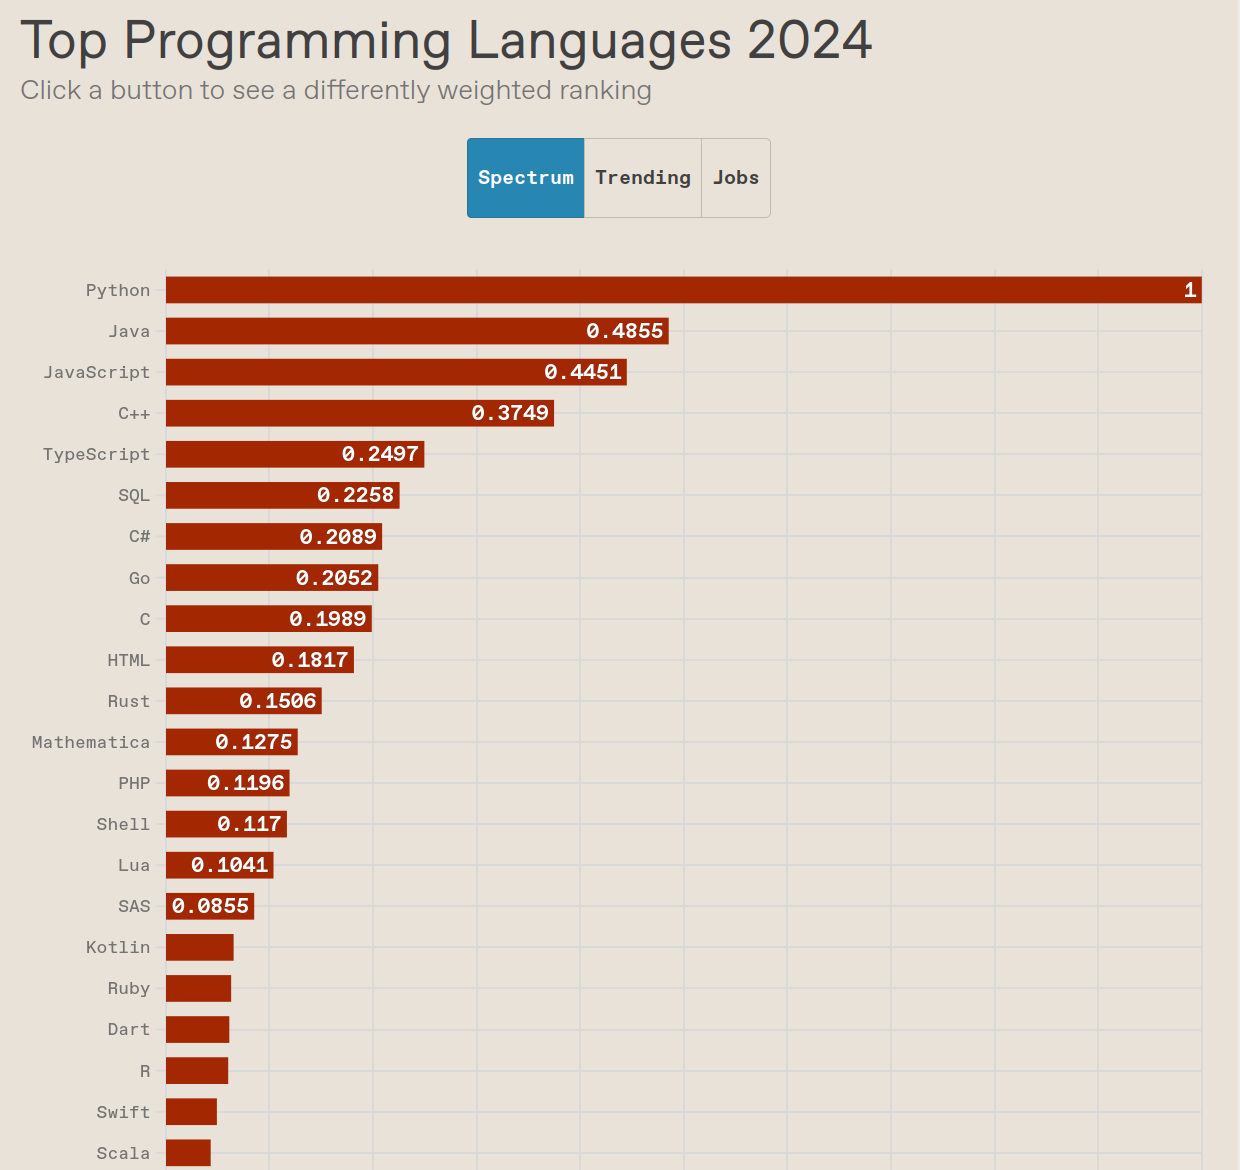 Top Programming Languages 2024
Click a button to see a differently weighted ranking
Spectrum Trending Jobs
Python 1
Java 0.4855
JavaScript 0.4451
C++ 0.3749
TypeScript 0.2497
SQL 0.2258
C# 0.2089
Go 0.2052
C 0.1989
HTML 0.1817
Rust 0.1506
Mathematica 0.1275
PHP 0.1196
Shell 0.117
Lua 0.1041
SAS 0.0855
Kotlin
Ruby
Dart
R
Swift
Scala